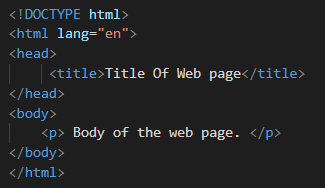 <!DOCTYPE html>
<html lang="en">
<head>
    <title>Title Of Web page</title>
</head>
<body>
    <p> Body of the web page. </p>
</body>
</html>